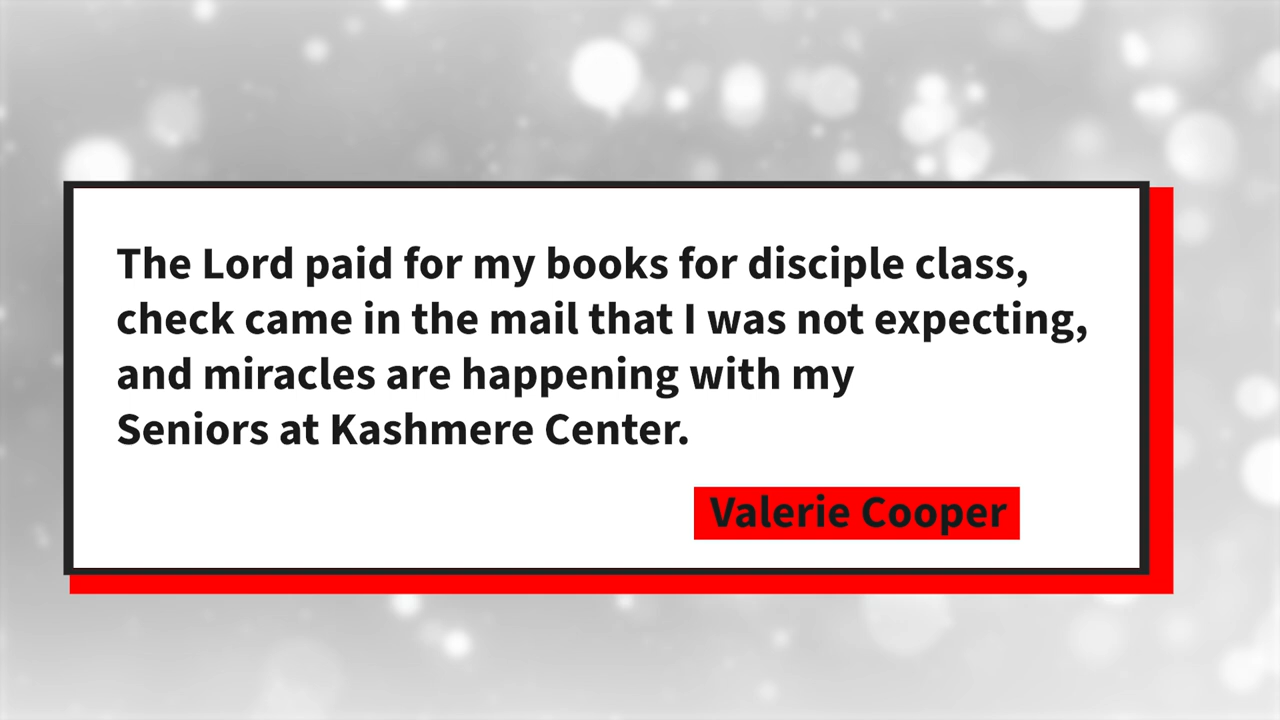 The Lord paid for my books for disciple class,
check came in the mail that I was not expecting,
and miracles are happening with my
Seniors at Kashmere Center.
Valerie Cooper